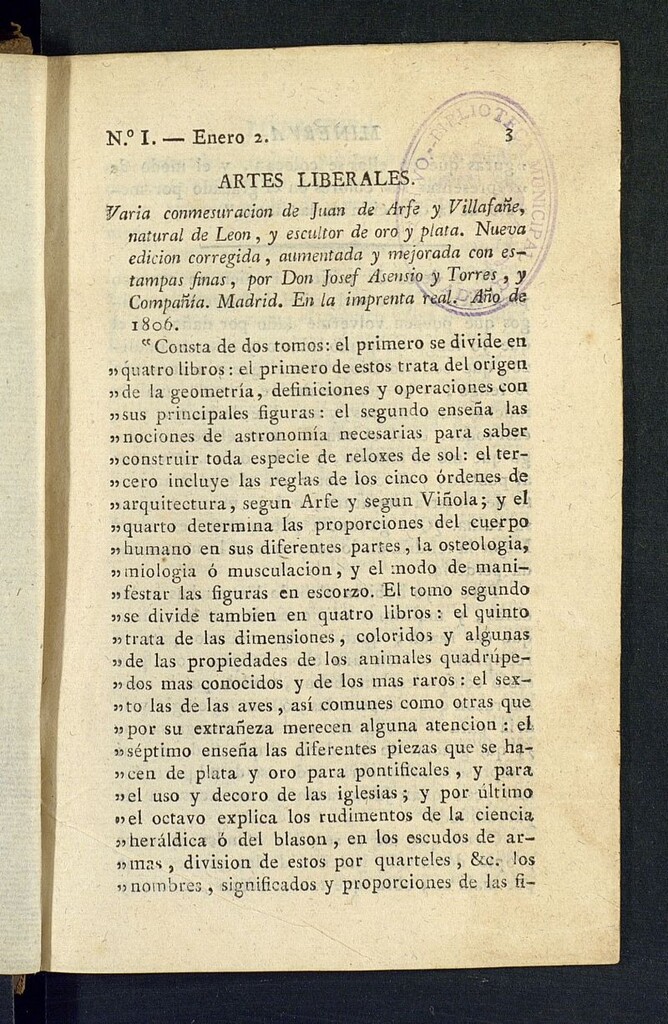 N.º I. — Enero 2. 3
ARTES LIBERALES.
Varia conmesuracion de Juan de Arfe y Villafañe,
natural de Leon, y escultor de oro y plata. Nueva
edicion corregida, aumentada y mejorada con es-
tampas finas, por Don Josef Asensio y Torres, y
Compañía. Madrid. En la imprenta real. Año de
1806.
“Consta de dos tomos: el primero se divide en
„quatro libros: el primero de estos trata del origen
„de la geometría, definiciones y operaciones con
„sus principales figuras: el segundo enseña las
„nociones de astronomía necesarias para saber
„construir toda especie de reloxes de sol: el ter-
„cero incluye las reglas de los cinco órdenes de
„arquitectura, segun Arfe y segun Viñola; y el
„quarto determina las proporciones del cuerpo
„humano en sus diferentes partes, la osteologia,
„miologia ó musculacion, y el modo de mani-
„festar las figuras en escorzo. El tomo segundo
„se divide tambien en quatro libros: el quinto
„trata de las dimensiones, coloridos y algunas
„de las propiedades de los animales quadrúpe-
„dos mas conocidos y de los mas raros: el sex-
„to las de las aves, así comunes como otras que
„por su extrañeza merecen alguna atencion: el
„séptimo enseña las diferentes piezas que se ha-
„cen de plata y oro para pontificales, y para
„el uso y decoro de las iglesias; y por último
„el octavo explica los rudimentos de la ciencia
„heráldica ó del blason, en los escudos de ar-
„mas, division de estos por quarteles, &c. los
„nombres, significados y proporciones de las fi-
BIBLIOTECA MUNICIPAL